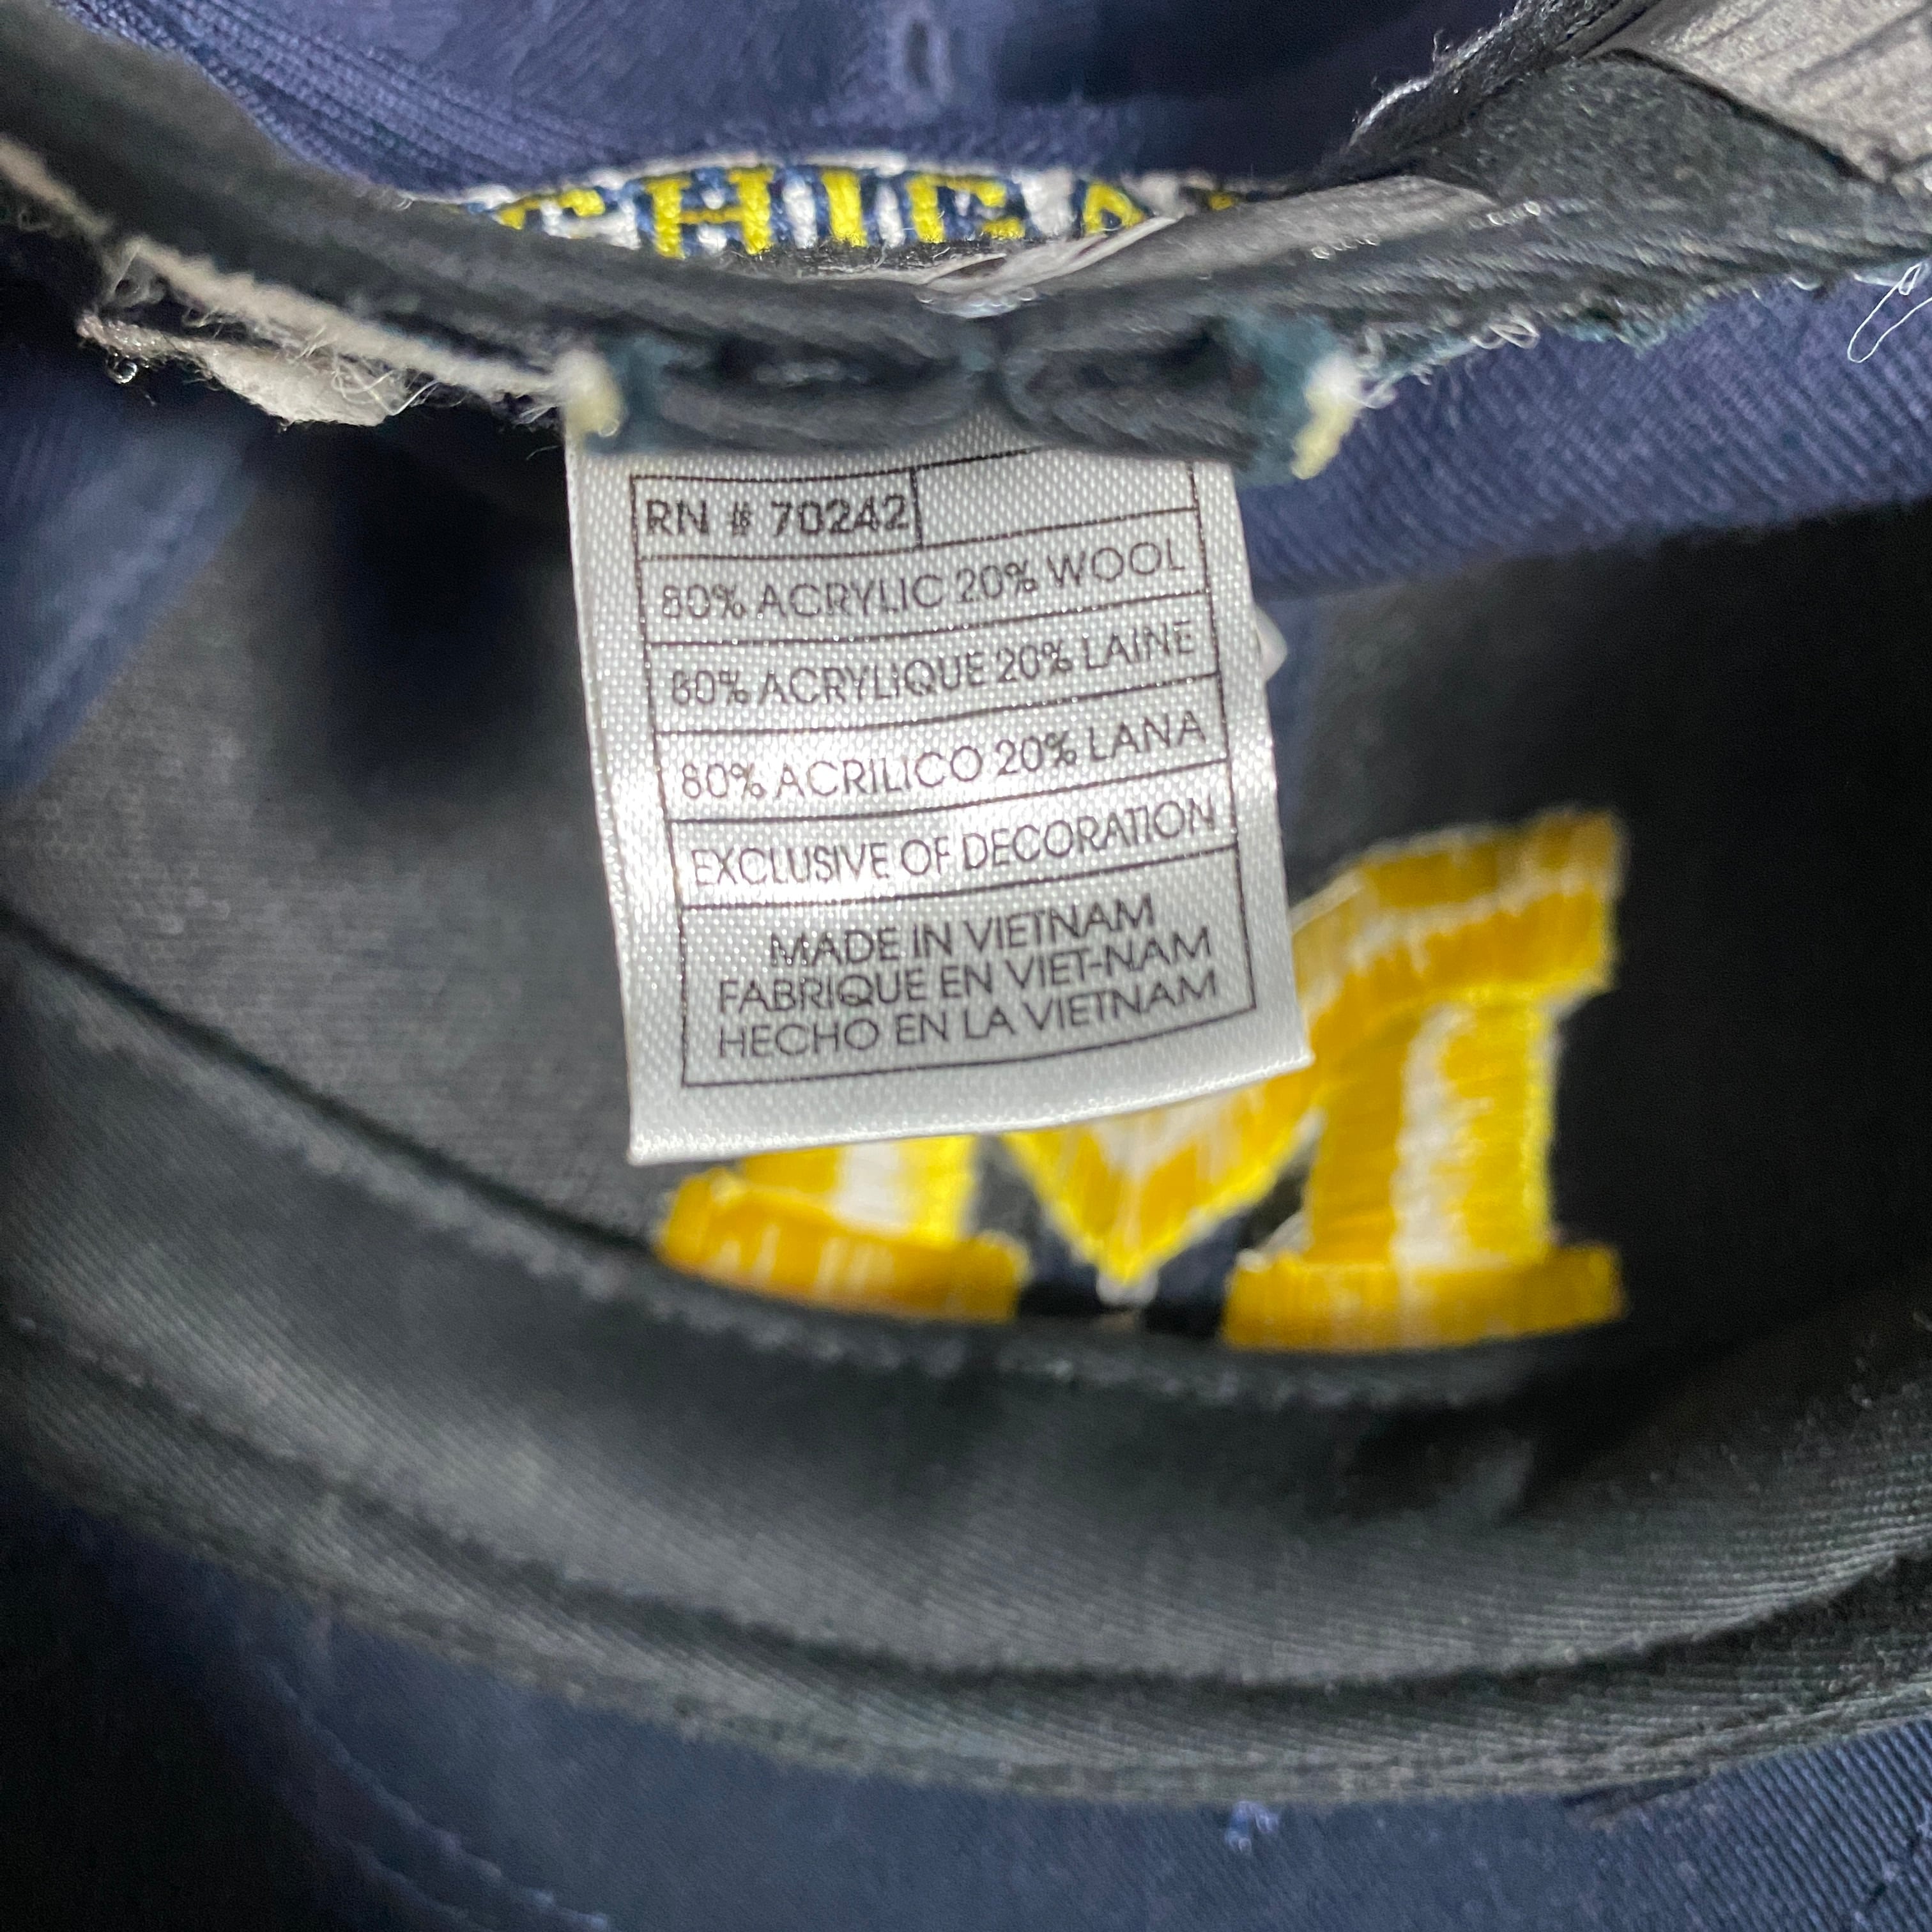 CHIGA
RN # 70242
80% ACRYLIC 20% WOOL
80% ACRYLIQUE 20% LAINE
80% ACRILICO 20% LANA
EXCLUSIVE OF DECORATION
MADE IN VIETNAM
FABRIQUE EN VIET-NAM
HECHO EN LA VIETNAM
M